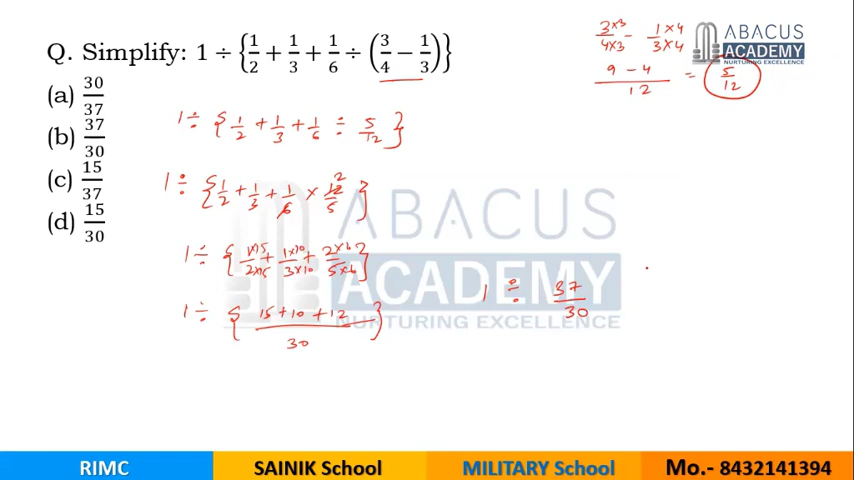 Q. Simplify: 1 ÷ {1/2 + 1/3 + 1/6 ÷ (3/4 − 1/3)}
(a) 30/37
(b) 37/30
(c) 15/37
(d) 15/30
3×3/4×3 − 1×4/3×4
9 − 4/12 = 5/12
1 ÷ {1/2 + 1/3 + 1/6 ÷ 5/12}
1 ÷ {1/2 + 1/3 + 1/6 × 12/5}
2
1 ÷ {1×15/2×15 + 1×10/3×10 + 2×6/5×6}
1 ÷ {15+10+12/30}
1 ÷ 37/30
ABACUS
ACADEMY
NURTURING EXCELLENCE
ABACUS
ACADEMY
NURTURING EXCELLENCE
RIMC
SAINIK School
MILITARY School
Mo.- 8432141394